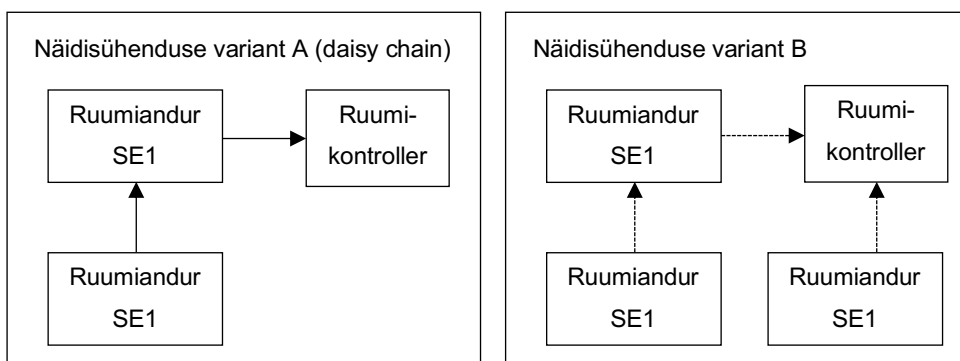 Näidisühenduse variant A (daisy chain)
Ruumiandur
SE1
Ruumi-
kontroller
Ruumiandur
SE1
Näidisühenduse variant B
Ruumiandur
SE1
Ruumi-
kontroller
Ruumiandur
SE1
Ruumiandur
SE1